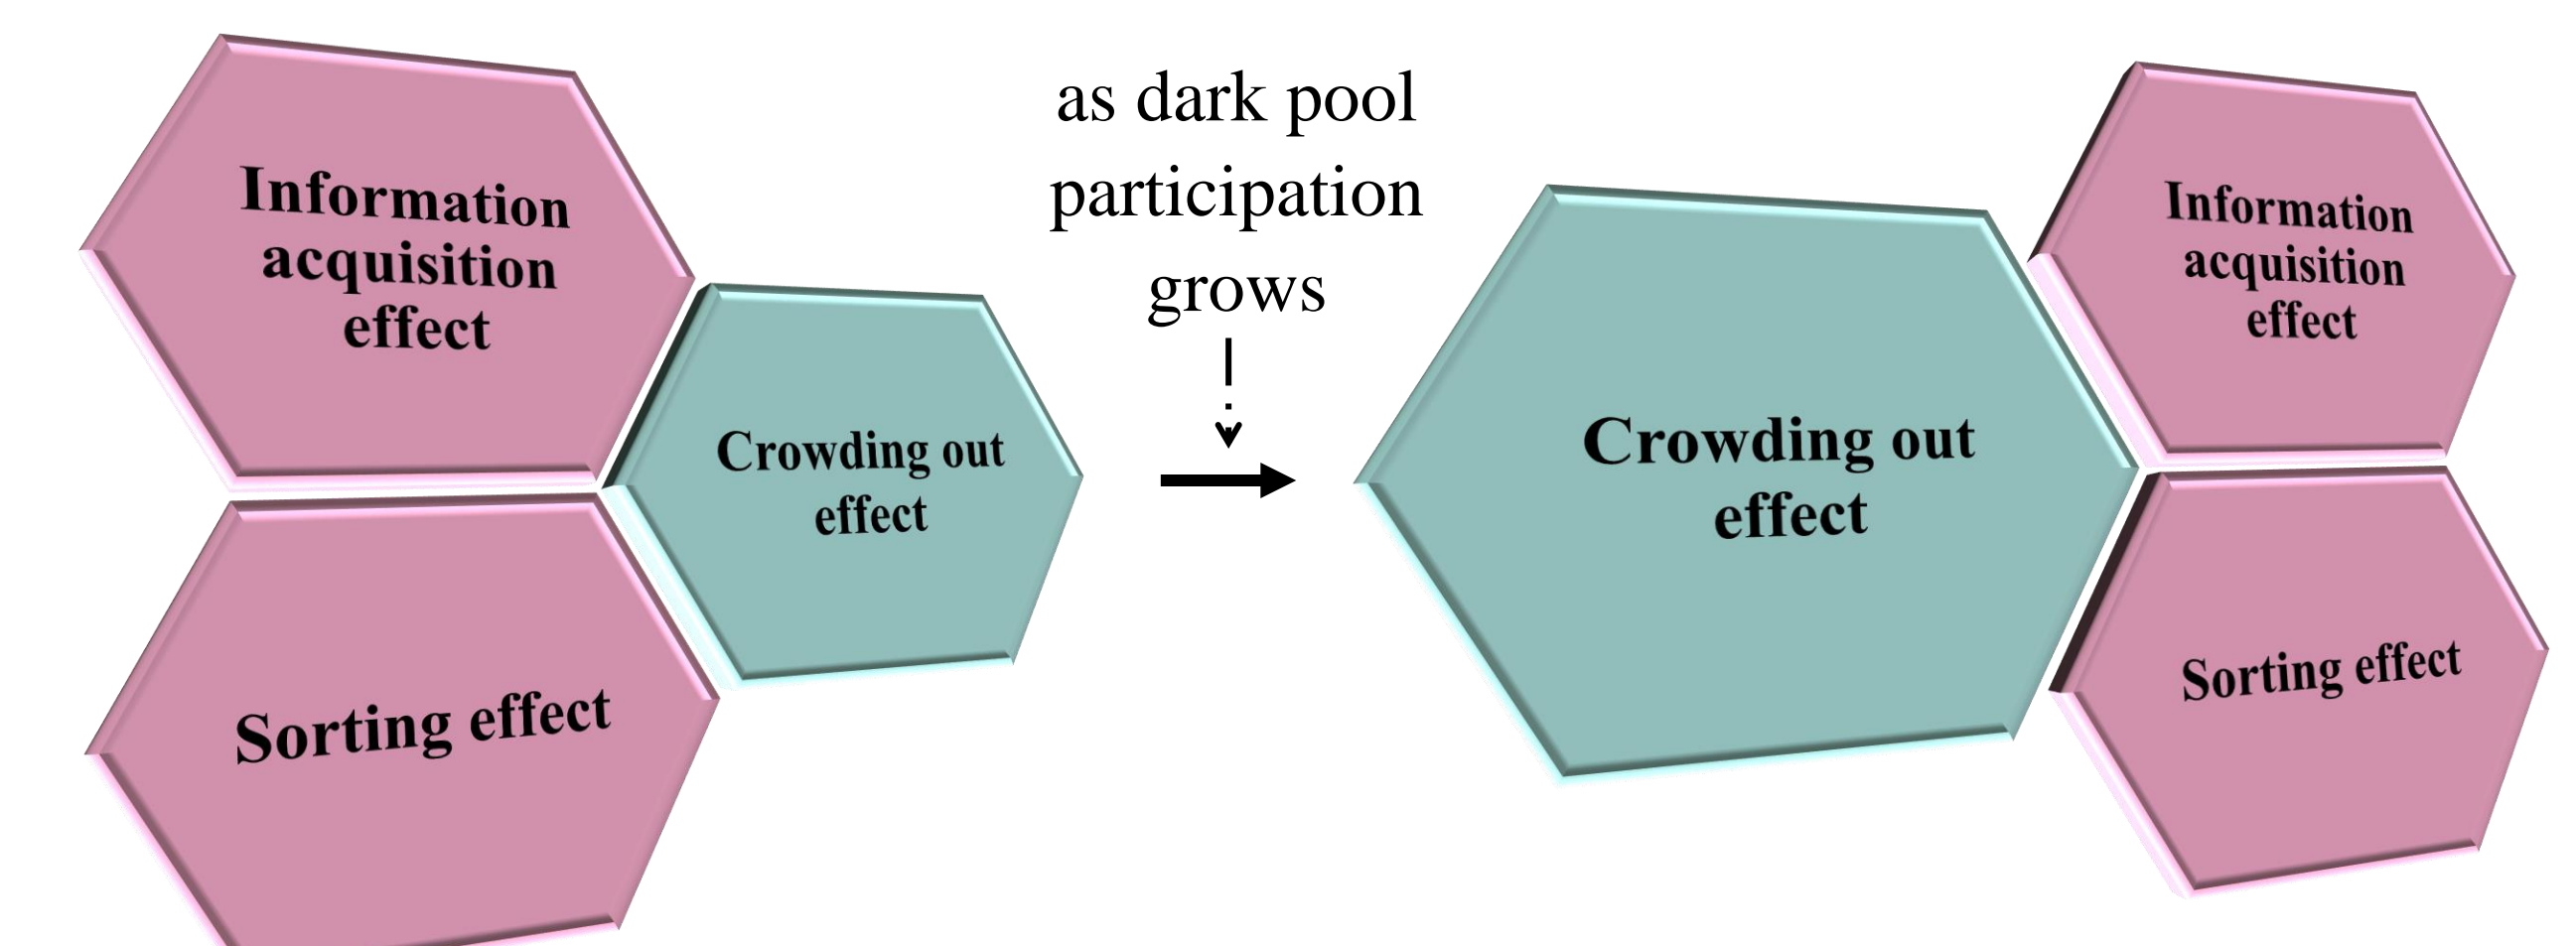 Information
acquisition
effect
Crowding out
effect
Sorting effect
as dark pool
participation
grows
Crowding out
effect
Information
acquisition
effect
Sorting effect